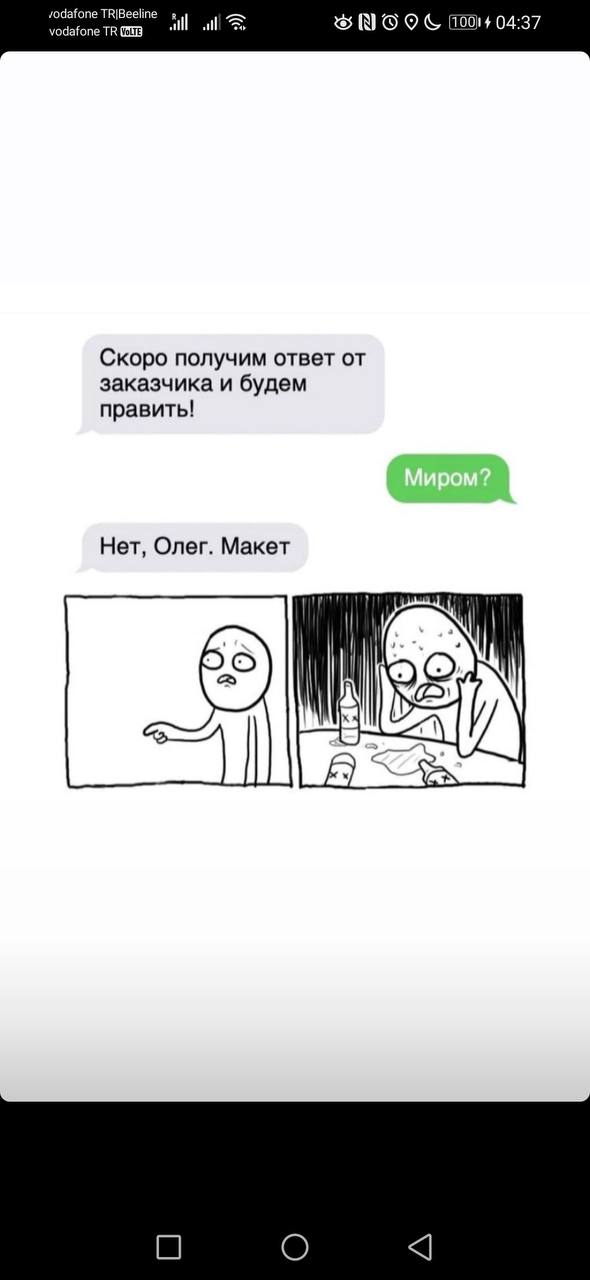 vodafone TR|Beeline
vodafone TR VoLTE
R
100
04:37
Скоро получим ответ от
заказчика и будем
править!
Миром?
Нет, Олег. Макет
X X
X X
X X